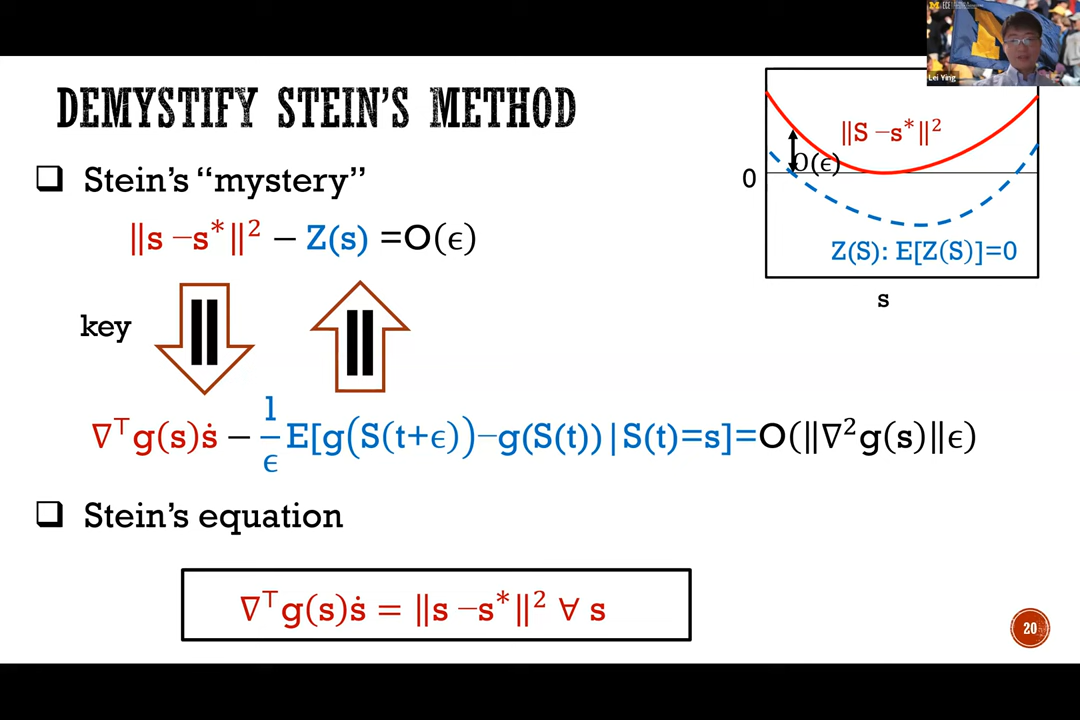 DEMYSTIFY STEIN'S METHOD
❑ Stein's “mystery”
‖s –s*‖² – Z(s) =O(ϵ)
key
∇ᵀg(s)ṡ – 1/ϵ E[g(S(t+ϵ))–g(S(t))|S(t)=s]=O(‖∇²g(s)‖ϵ)
❑ Stein's equation
∇ᵀg(s)ṡ = ‖s –s*‖² ∀ s
‖S –s*‖²
O(ϵ)
0
Z(S): E[Z(S)]=0
s
Lei Ying
M ECE
20